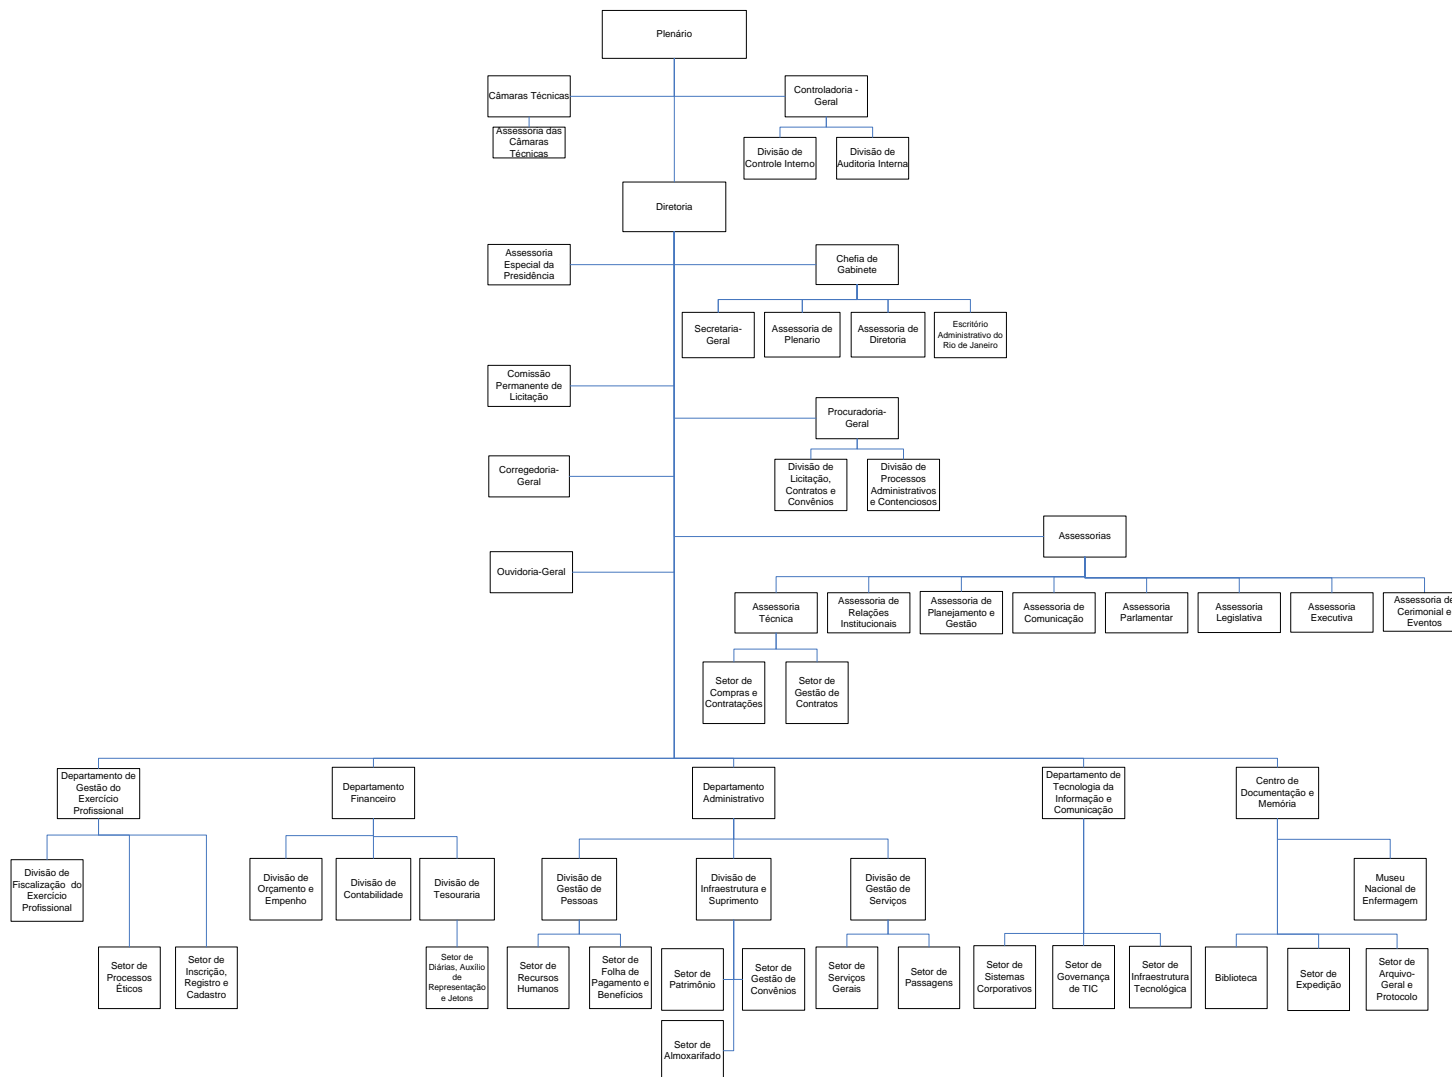 Plenário
Câmaras Técnicas
Controladoria -
Geral
Assessoria das
Câmaras
Técnicas
Divisão de
Controle Interno
Divisão de
Auditoria Interna
Diretoria
Assessoria
Especial da
Presidência
Chefia de
Gabinete
Secretaria-
Geral
Assessoria de
Plenario
Assessoria de
Diretoria
Escritório
Administrativo do
Rio de Janeiro
Comissão
Permanente de
Licitação
Procuradoria-
Geral
Corregedoria-
Geral
Divisão de
Licitação,
Contratos e
Convênios
Divisão de
Processos
Administrativos
e Contenciosos
Assessorias
Ouvidoria-Geral
Assessoria
Técnica
Assessoria de
Relações
Institucionais
Assessoria de
Planejamento e
Gestão
Assessoria de
Comunicação
Assessoria
Parlamentar
Assessoria
Legislativa
Assessoria
Executiva
Assessoria de
Cerimonial e
Eventos
Setor de
Compras e
Contratações
Setor de
Gestão de
Contratos
Departamento de
Gestão do
Exercício
Profissional
Departamento
Financeiro
Departamento
Administrativo
Departamento de
Tecnologia da
Informação e
Comunicação
Centro de
Documentação e
Memória
Divisão de
Fiscalização do
Exercício
Profissional
Divisão de
Orçamento e
Empenho
Divisão de
Contabilidade
Divisão de
Tesouraria
Divisão de
Gestão de
Pessoas
Divisão de
Infraestrutura e
Suprimento
Divisão de
Gestão de
Serviços
Museu
Nacional de
Enfermagem
Setor de
Processos
Éticos
Setor de
Inscrição,
Registro e
Cadastro
Setor de
Diárias, Auxílio
de
Representação
e Jetons
Setor de
Recursos
Humanos
Setor de
Folha de
Pagamento e
Benefícios
Setor de
Patrimônio
Setor de
Gestão de
Convênios
Setor de
Serviços
Gerais
Setor de
Passagens
Setor de
Sistemas
Corporativos
Setor de
Governança
de TIC
Setor de
Infraestrutura
Tecnológica
Biblioteca
Setor de
Expedição
Setor de
Arquivo-
Geral e
Protocolo
Setor de
Almoxarifado